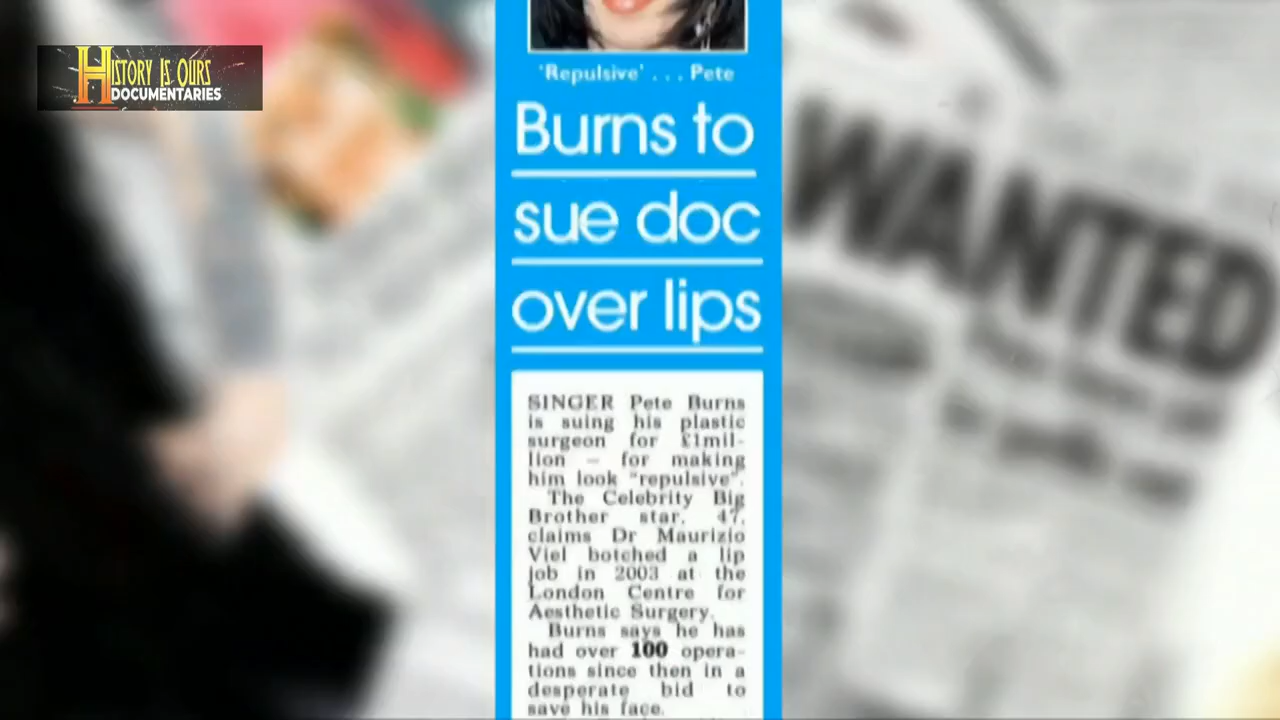 HISTORY IS OURS
DOCUMENTARIES
'Repulsive' . . . Pete
Burns to
sue doc
over lips
SINGER Pete Burns
is suing his plastic
surgeon for £1mil-
lion – for making
him look "repulsive".
The Celebrity Big
Brother star, 47,
claims Dr Maurizio
Viel botched a lip
job in 2003 at the
London Centre for
Aesthetic Surgery.
Burns says he has
had over 100 opera-
tions since then in a
desperate bid to
save his face.
WANTED